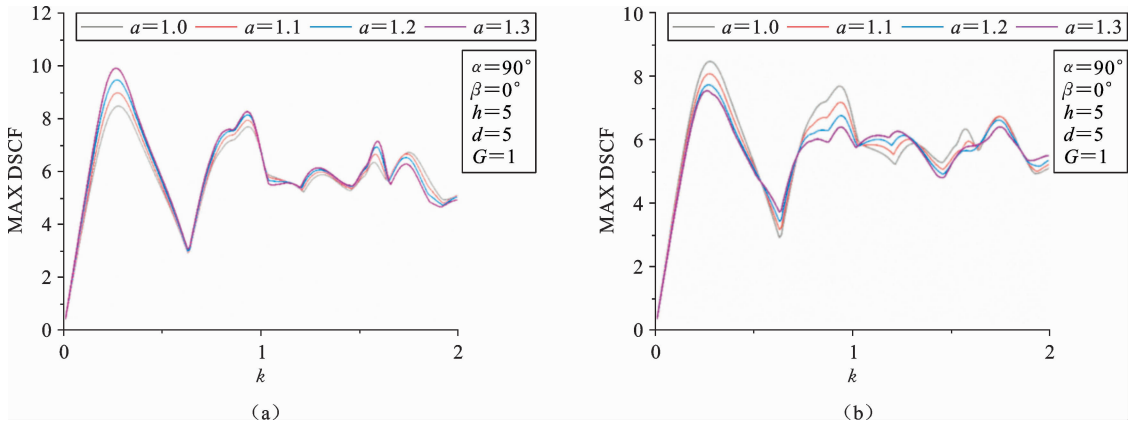 a=1.0 a=1.1 a=1.2 a=1.3
α=90°
β=0°
h=5
d=5
G=1
MAX DSCF
12
10
8
6
4
2
0
0 1 2
k
(a)
a=1.0 a=1.1 a=1.2 a=1.3
α=90°
β=0°
h=5
d=5
G=1
MAX DSCF
10
8
6
4
2
0
0 1 2
k
(b)